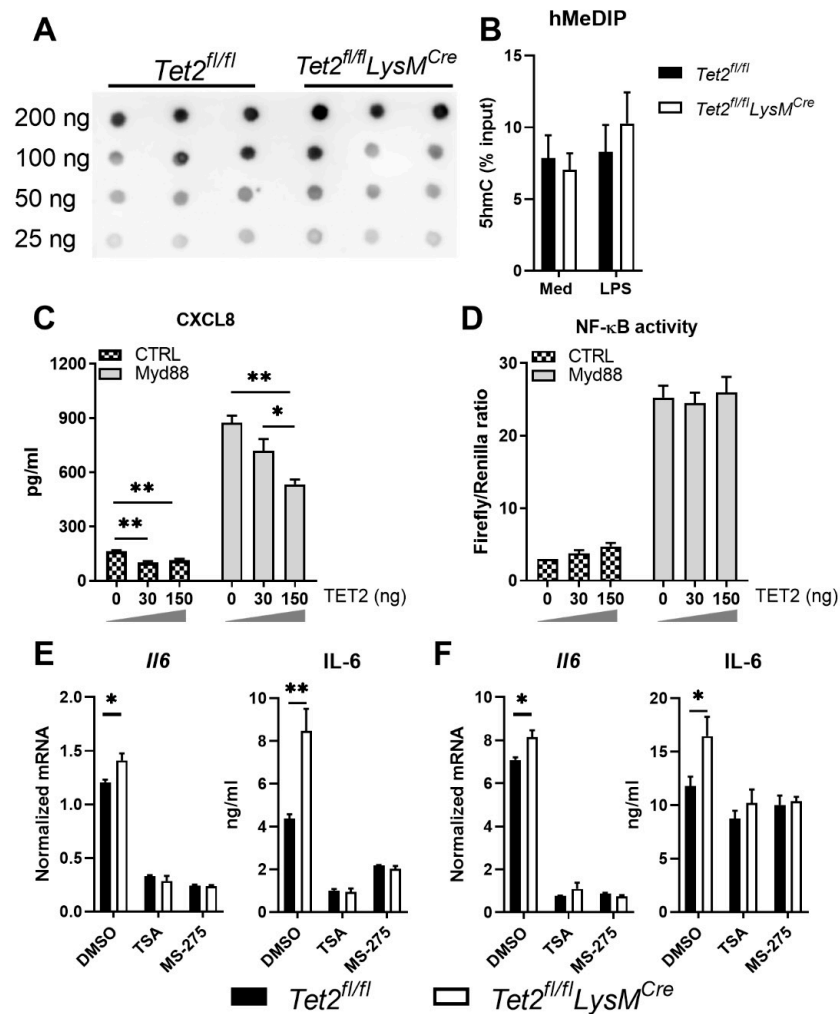 A
Tet2fl/fl
Tet2fl/flLysMCre
200 ng
100 ng
50 ng
25 ng
B
hMeDIP
5hmC (% input)
15
10
5
0
Med
LPS
Tet2fl/fl
Tet2fl/flLysMCre
C
CXCL8
CTRL
Myd88
pg/ml
1200
900
600
300
0
**
**
**
*
0 30 150 0 30 150 TET2 (ng)
D
NF-κB activity
CTRL
Myd88
Firefly/Renilla ratio
30
20
10
0
0 30 150 0 30 150 TET2 (ng)
E
Il6
Normalized mRNA
2.0
1.5
1.0
0.5
0.0
*
DMSO
TSA
MS-275
IL-6
ng/ml
10
8
6
4
2
0
**
DMSO
TSA
MS-275
F
Il6
Normalized mRNA
10
8
6
4
2
0
*
DMSO
TSA
MS-275
IL-6
ng/ml
20
15
10
5
0
*
DMSO
TSA
MS-275
Tet2fl/fl
Tet2fl/flLysMCre